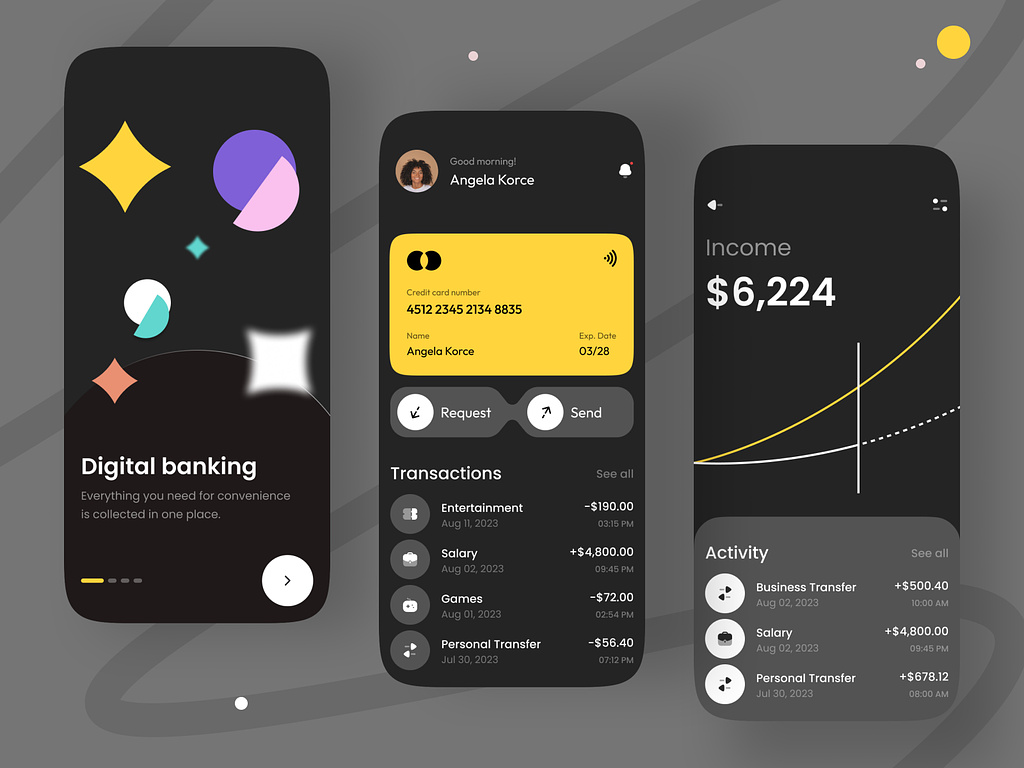 Digital banking
Everything you need for convenience
is collected in one place.
Good morning!
Angela Korce
Credit card number
4512 2345 2134 8835
Name
Exp. Date
Angela Korce
03/28
Request
Send
Transactions
See all
Entertainment
-$190.00
Aug 11, 2023
03:15 PM
Salary
+$4,800.00
Aug 02, 2023
09:45 PM
Games
-$72.00
Aug 01, 2023
02:54 PM
Personal Transfer
-$56.40
Jul 30, 2023
07:12 PM
Income
$6,224
Activity
See all
Business Transfer
+$500.40
Aug 02, 2023
10:00 AM
Salary
+$4,800.00
Aug 02, 2023
09:45 PM
Personal Transfer
+$678.12
Jul 30, 2023
08:00 AM